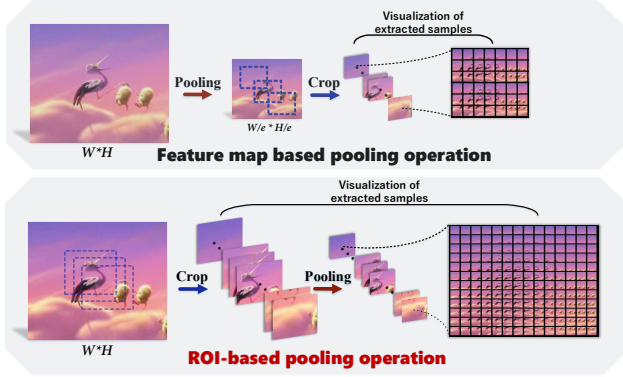 Visualization of
extracted samples
Pooling
Crop
W*H
W/e * H/e
Feature map based pooling operation
Visualization of
extracted samples
Crop
Pooling
W*H
ROI-based pooling operation